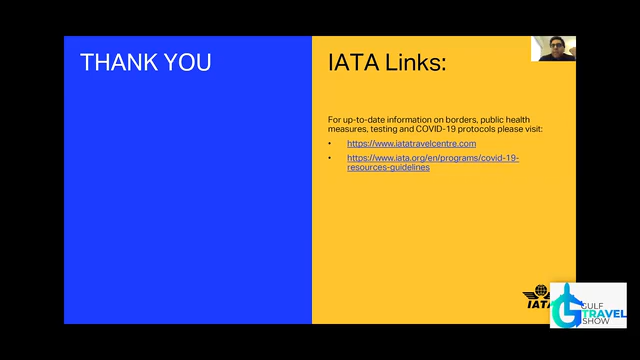 THANK YOU
IATA Links:
For up-to-date information on borders, public health
measures, testing and COVID-19 protocols please visit:
• https://www.iatatravelcentre.com
• https://www.iata.org/en/programs/covid-19-
resources-guidelines
IATA
GULF
TRAVEL
SHOW